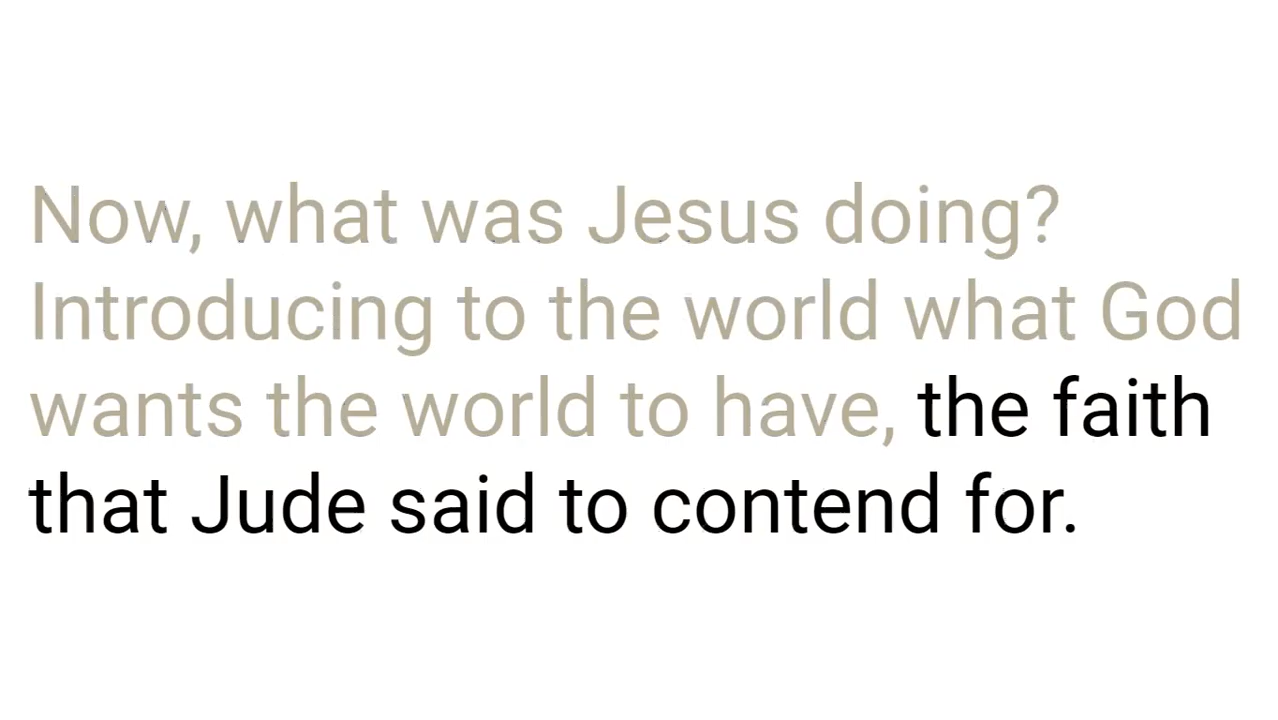 Now, what was Jesus doing?
Introducing to the world what God
wants the world to have, the faith
that Jude said to contend for.